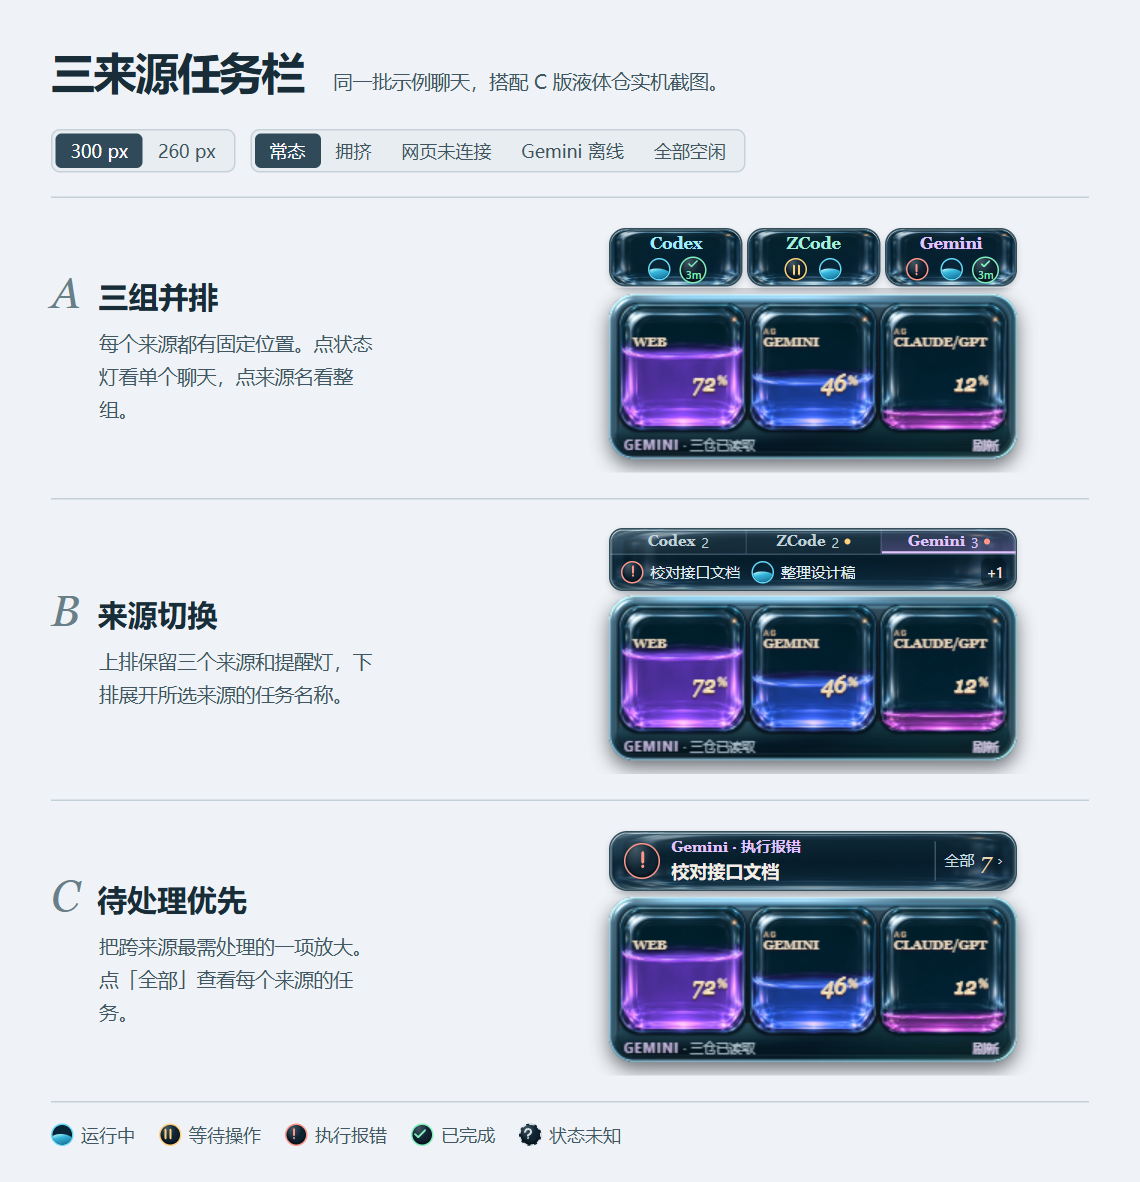 三来源任务栏
同一批示例聊天，搭配 C 版液体仓实机截图。
300 px 260 px 常态 拥挤 网页未连接 Gemini 离线 全部空闲
A 三组并排
每个来源都有固定位置。点状态
灯看单个聊天，点来源名看整
组。
Codex ZCode Gemini
3m 3m
WEB AG GEMINI AG CLAUDE/GPT
72% 46% 12%
GEMINI · 三仓已读取 刷新
B 来源切换
上排保留三个来源和提醒灯，下
排展开所选来源的任务名称。
Codex 2 ZCode 2 Gemini 3
校对接口文档 整理设计稿 +1
WEB AG GEMINI AG CLAUDE/GPT
72% 46% 12%
GEMINI · 三仓已读取 刷新
C 待处理优先
把跨来源最需处理的一项放大。
点「全部」查看每个来源的任
务。
Gemini · 执行报错
校对接口文档
全部 7 ›
WEB AG GEMINI AG CLAUDE/GPT
72% 46% 12%
GEMINI · 三仓已读取 刷新
运行中 等待操作 执行报错 已完成 状态未知